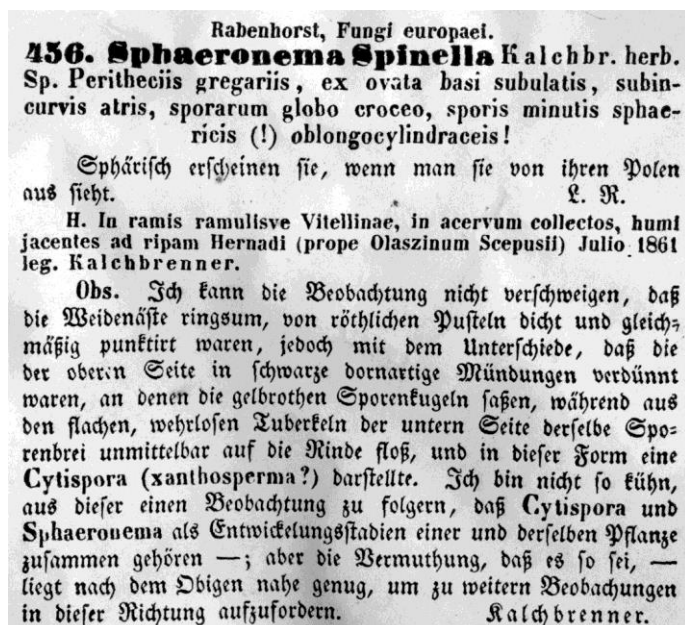 Rabenhorst, Fungi europaei.
456. Sphaeronema Spinella Kalchbr. herb.
Sp. Peritheciis gregariis, ex ovata basi subulatis, subin-
curvis atris, sporarum globo croceo, sporis minutis sphae-
ricis (!) oblongocylindraceis!
Sphärisch erscheinen sie, wenn man sie von ihren Polen
aus sieht. L. R.
H. In ramis ramulisve Vitellinae, in acervum collectos, humi
jacentes ad ripam Hernadi (prope Olaszinum Scepusii) Julio 1861
leg. Kalchbrenner.
Obs. Ich kann die Beobachtung nicht verschweigen, daß
die Weidenäste ringsum, von röthlichen Pusteln dicht und gleich-
mäßig punktirt waren, jedoch mit dem Unterschiede, daß die
der oberen Seite in schwarze dornartige Mündungen verdünnt
waren, an denen die gelbrothen Sporenkugeln saßen, während aus
den flachen, wehrlosen Tuberkeln der untern Seite derselbe Spo-
renbrei unmittelbar auf die Rinde floß, und in dieser Form eine
Cytispora (xanthosperma?) darstellte. Ich bin nicht so kühn,
aus dieser einen Beobachtung zu folgern, daß Cytispora und
Sphaeronema als Entwickelungsstadien einer und derselben Pflanze
zusammen gehören —; aber die Vermuthung, daß es so sei, —
liegt nach dem Obigen nahe genug, um zu weitern Beobachungen
in dieser Richtung aufzufordern. Kalchbrenner.